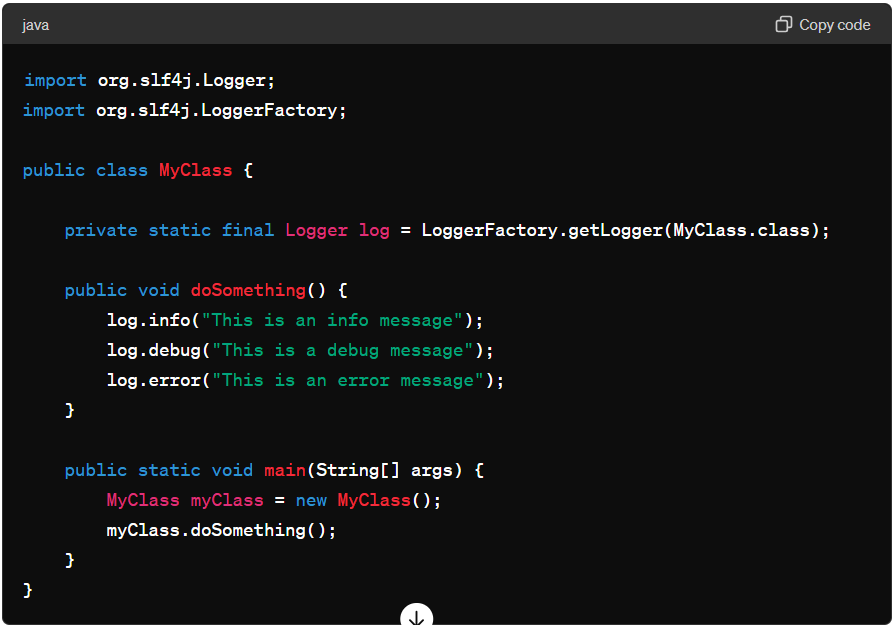 java
Copy code
import org.slf4j.Logger;
import org.slf4j.LoggerFactory;
public class MyClass {
    private static final Logger log = LoggerFactory.getLogger(MyClass.class);
    public void doSomething() {
        log.info("This is an info message");
        log.debug("This is a debug message");
        log.error("This is an error message");
    }
    public static void main(String[] args) {
        MyClass myClass = new MyClass();
        myClass.doSomething();
    }
}